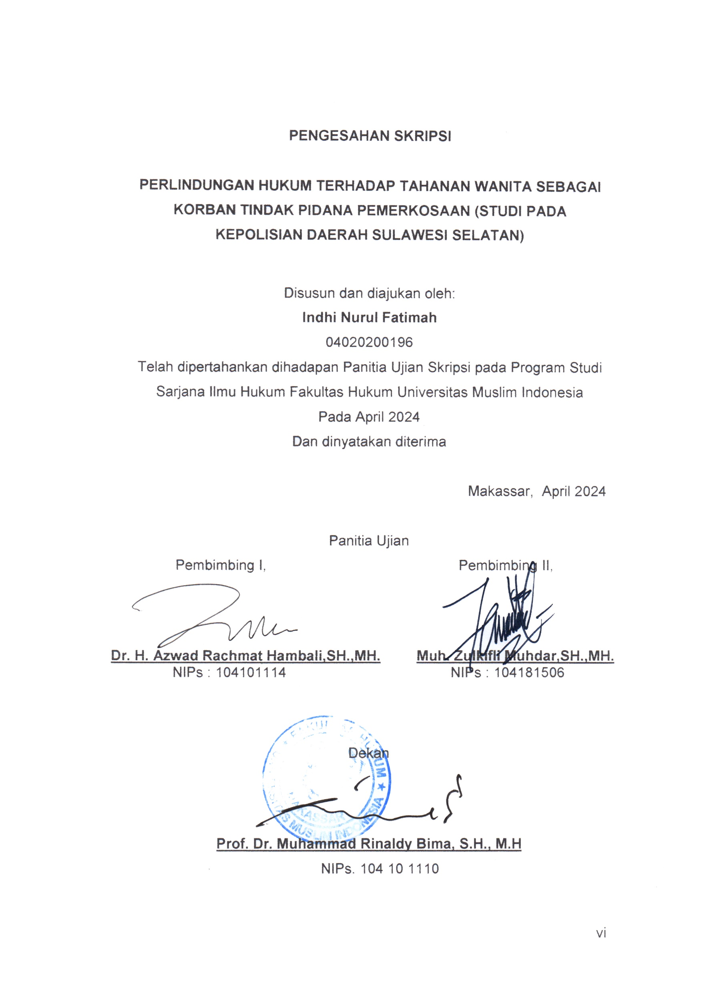 PENGESAHAN SKRIPSI
PERLINDUNGAN HUKUM TERHADAP TAHANAN WANITA SEBAGAI
KORBAN TINDAK PIDANA PEMERKOSAAN (STUDI PADA
KEPOLISIAN DAERAH SULAWESI SELATAN)
Disusun dan diajukan oleh:
Indhi Nurul Fatimah
04020200196
Telah dipertahankan dihadapan Panitia Ujian Skripsi pada Program Studi
Sarjana Ilmu Hukum Fakultas Hukum Universitas Muslim Indonesia
Pada April 2024
Dan dinyatakan diterima
Makassar, April 2024
Panitia Ujian
Pembimbing I,
Pembimbing II,
Dr. H. Azwad Rachmat Hambali,SH.,MH.
Muh. Zulkifli Muhdar,SH.,MH.
NIPs : 104101114
NIPs : 104181506
HUKUM
MAKASSAR
MUSLIM INDONESIA
Dekan
Prof. Dr. Muhammad Rinaldy Bima, S.H., M.H
NIPs. 104 10 1110
vi